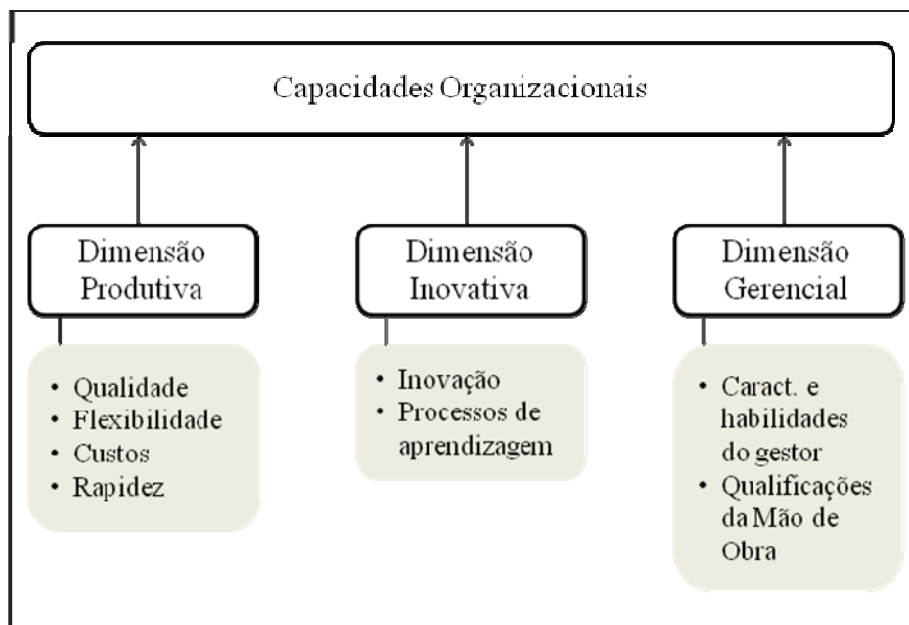 Capacidades Organizacionais
Dimensão
Produtiva
Dimensão
Inovativa
Dimensão
Gerencial
• Qualidade
• Flexibilidade
• Custos
• Rapidez
• Inovação
• Processos de
aprendizagem
• Caract. e
habilidades
do gestor
• Qualificações
da Mão de
Obra